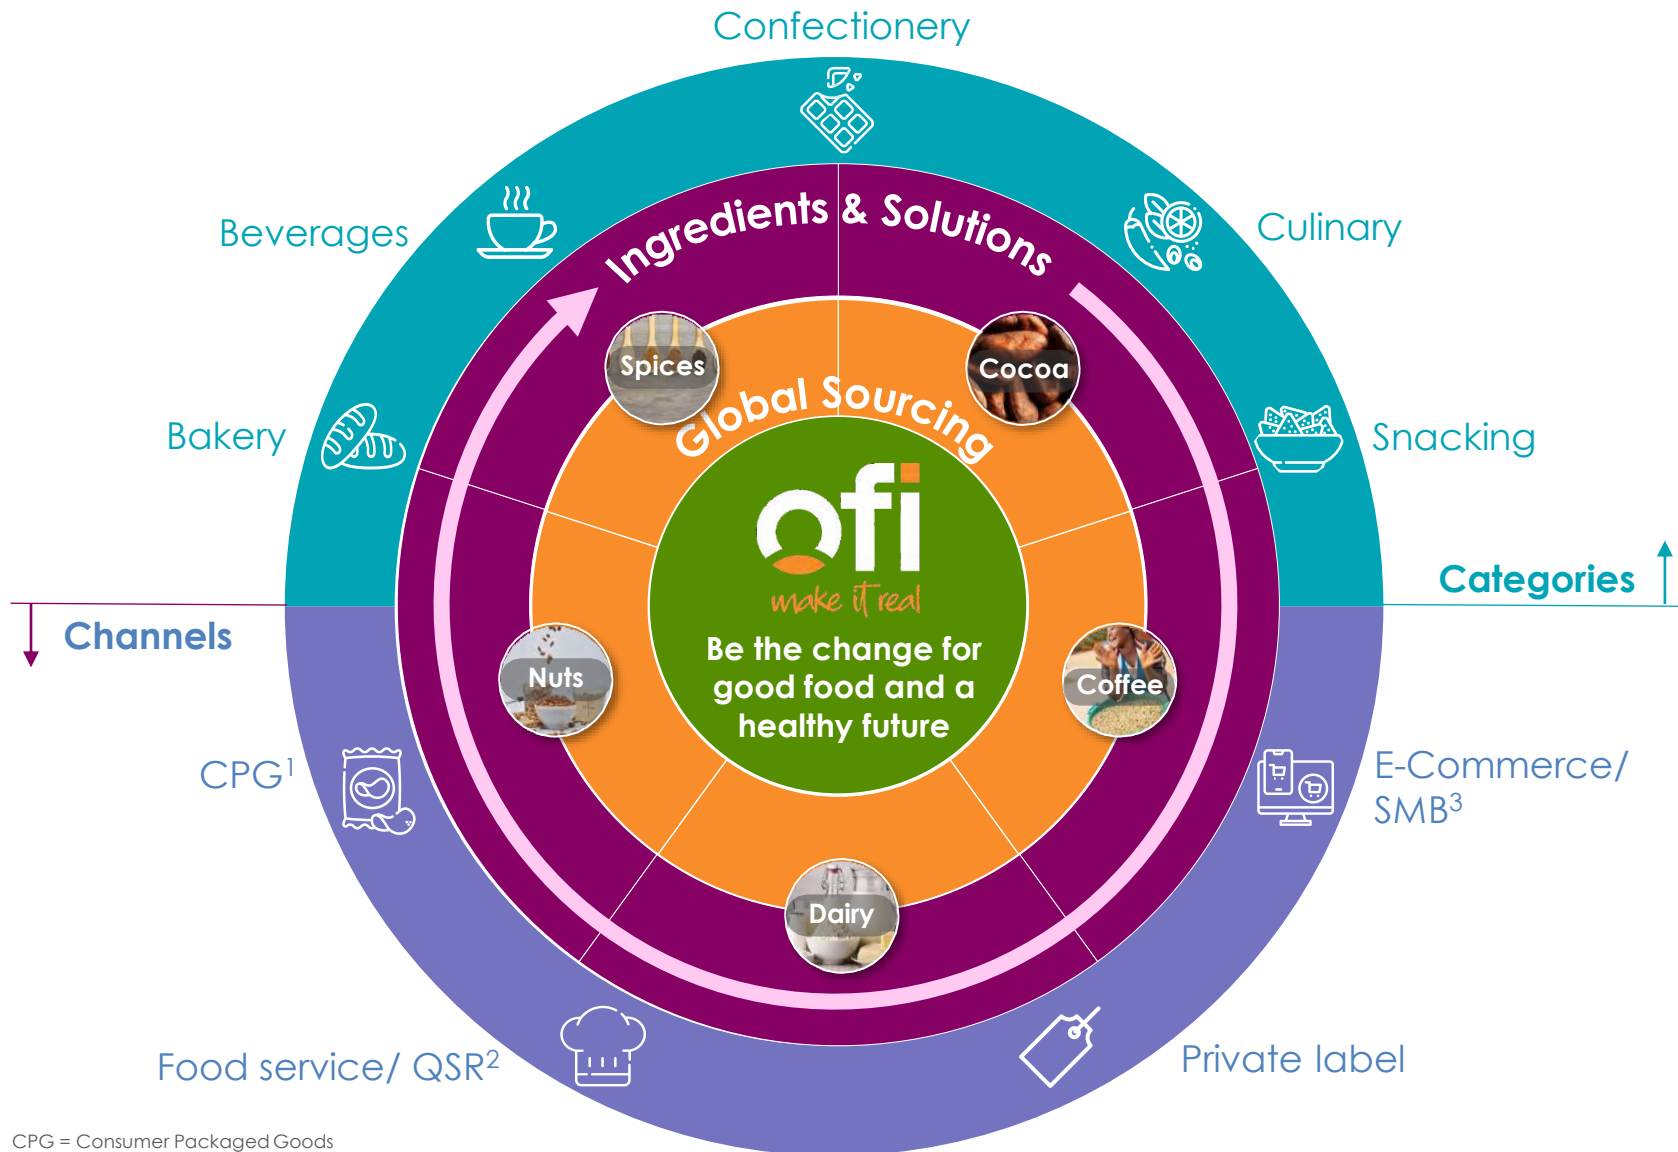 Confectionery
Beverages
Culinary
Ingredients & Solutions
Spices
Cocoa
Global Sourcing
Bakery
Snacking
ofi
make it real
Categories
Channels
Be the change for
good food and a
healthy future
Nuts
Coffee
CPG¹
E-Commerce/
SMB³
Dairy
Food service/ QSR²
Private label
CPG = Consumer Packaged Goods